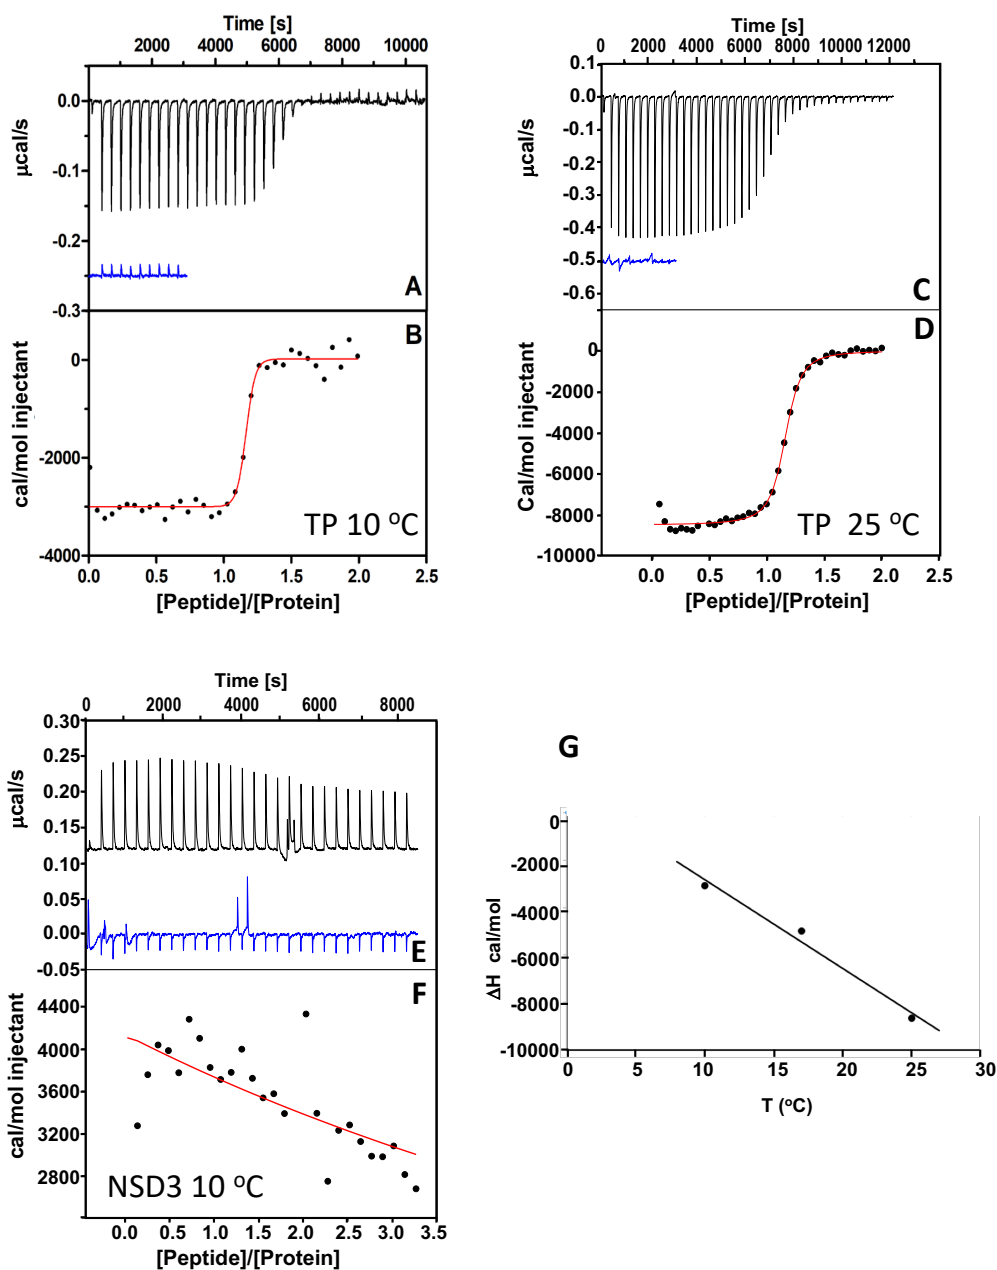 Time [s]
2000 4000 6000 8000 10000
0.0
-0.1
-0.2
-0.3
µcal/s
A
B
0
-2000
-4000
cal/mol injectant
TP 10 ºC
0.0 0.5 1.0 1.5 2.0 2.5
[Peptide]/[Protein]
Time [s]
0 2000 4000 6000 8000 10000 12000
0.1
0.0
-0.1
-0.2
-0.3
-0.4
-0.5
-0.6
µcal/s
C
D
0
-2000
-4000
-6000
-8000
-10000
Cal/mol injectant
TP 25 ºC
0.0 0.5 1.0 1.5 2.0 2.5
[Peptide]/[Protein]
Time [s]
0 2000 4000 6000 8000
0.30
0.25
0.20
0.15
0.10
0.05
0.00
-0.05
µcal/s
E
F
4400
4000
3600
3200
2800
cal/mol injectant
NSD3 10 ºC
0.0 0.5 1.0 1.5 2.0 2.5 3.0 3.5
[Peptide]/[Protein]
G
0
-2000
-4000
-6000
-8000
-10000
ΔH cal/mol
0 5 10 15 20 25 30
T (ºC)